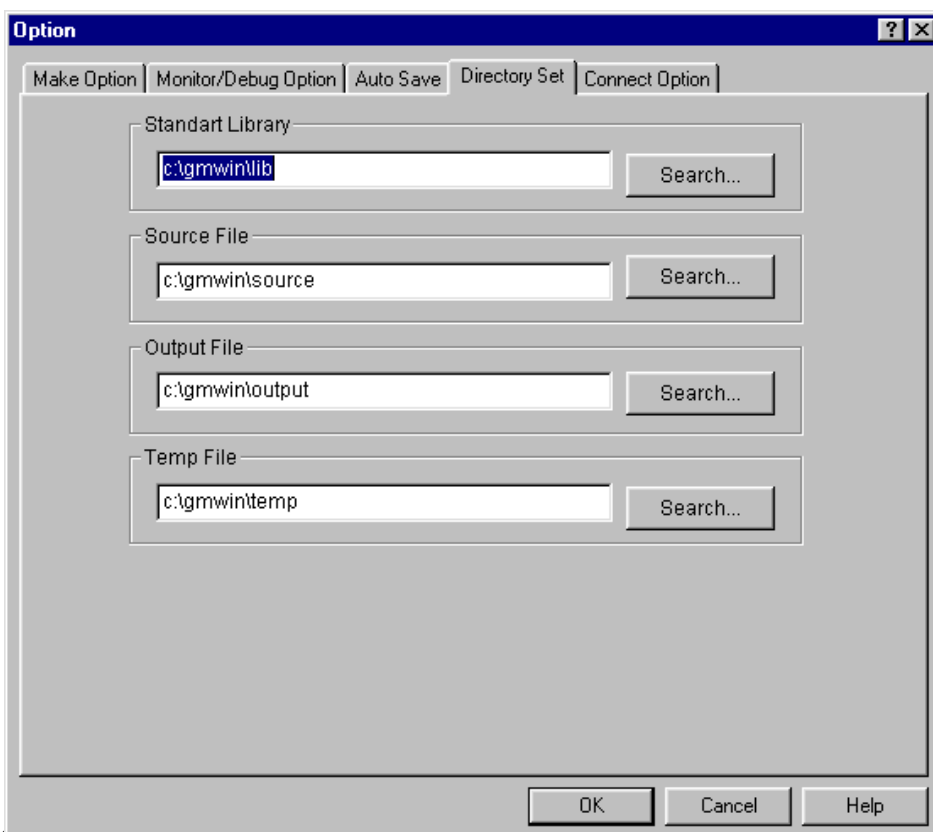 Option
Make Option Monitor/Debug Option Auto Save Directory Set Connect Option
Standart Library
c:\gmwin\lib Search...
Source File
c:\gmwin\source Search...
Output File
c:\gmwin\output Search...
Temp File
c:\gmwin\temp Search...
OK Cancel Help